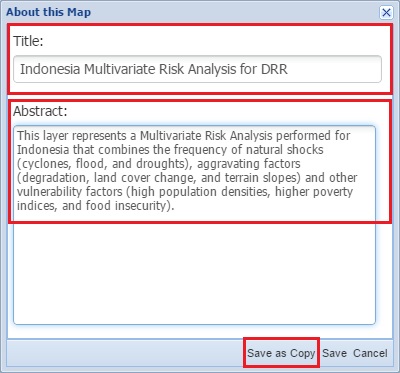 About this Map
Title:
Indonesia Multivariate Risk Analysis for DRR
Abstract:
This layer represents a Multivariate Risk Analysis performed for
Indonesia that combines the frequency of natural shocks
(cyclones, flood, and droughts), aggravating factors
(degradation, land cover change, and terrain slopes) and other
vulnerability factors (high population densities, higher poverty
indices, and food insecurity).
Save as Copy Save Cancel